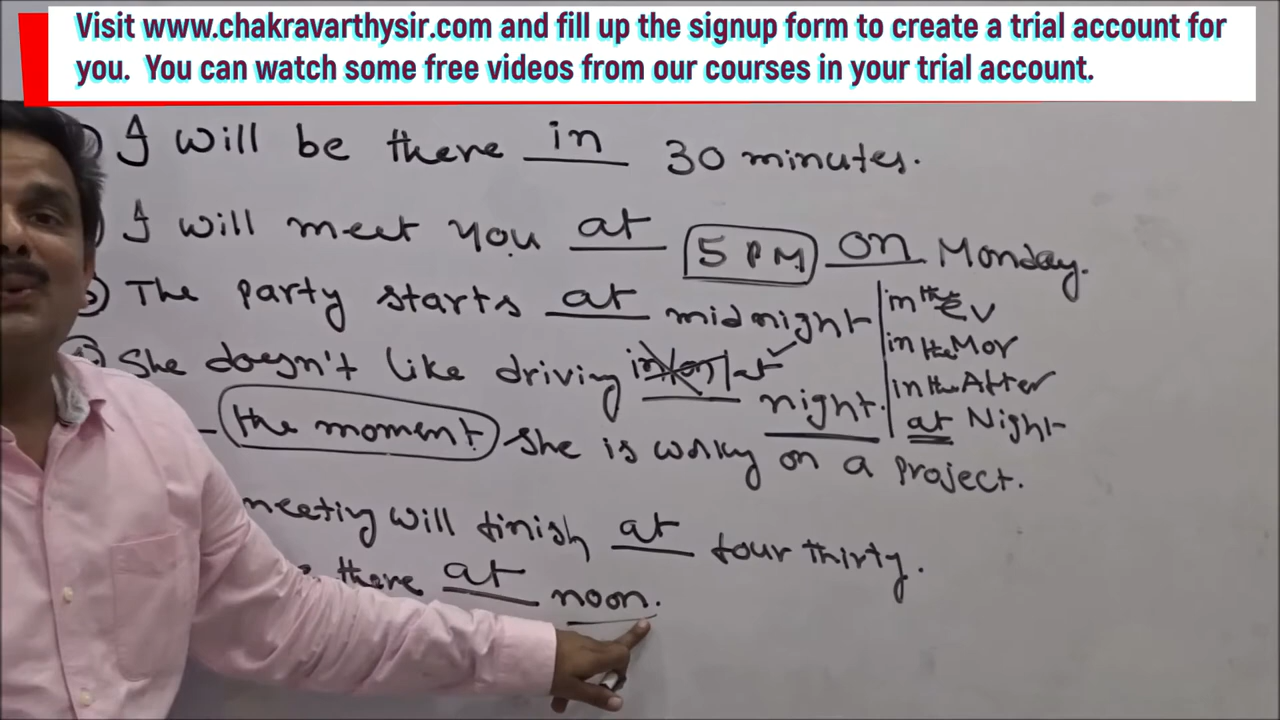 Visit www.chakravarthysir.com and fill up the signup form to create a trial account for
you. You can watch some free videos from our courses in your trial account.
I will be there in 30 minutes.
I will meet you at 5 PM on Monday.
The party starts at midnight
She doesn't like driving in/on/at night.
in the Ev
in the Mor
in the After
at Night
the moment she is workg on a project.
meeting will finish at four thirty.
there at noon.